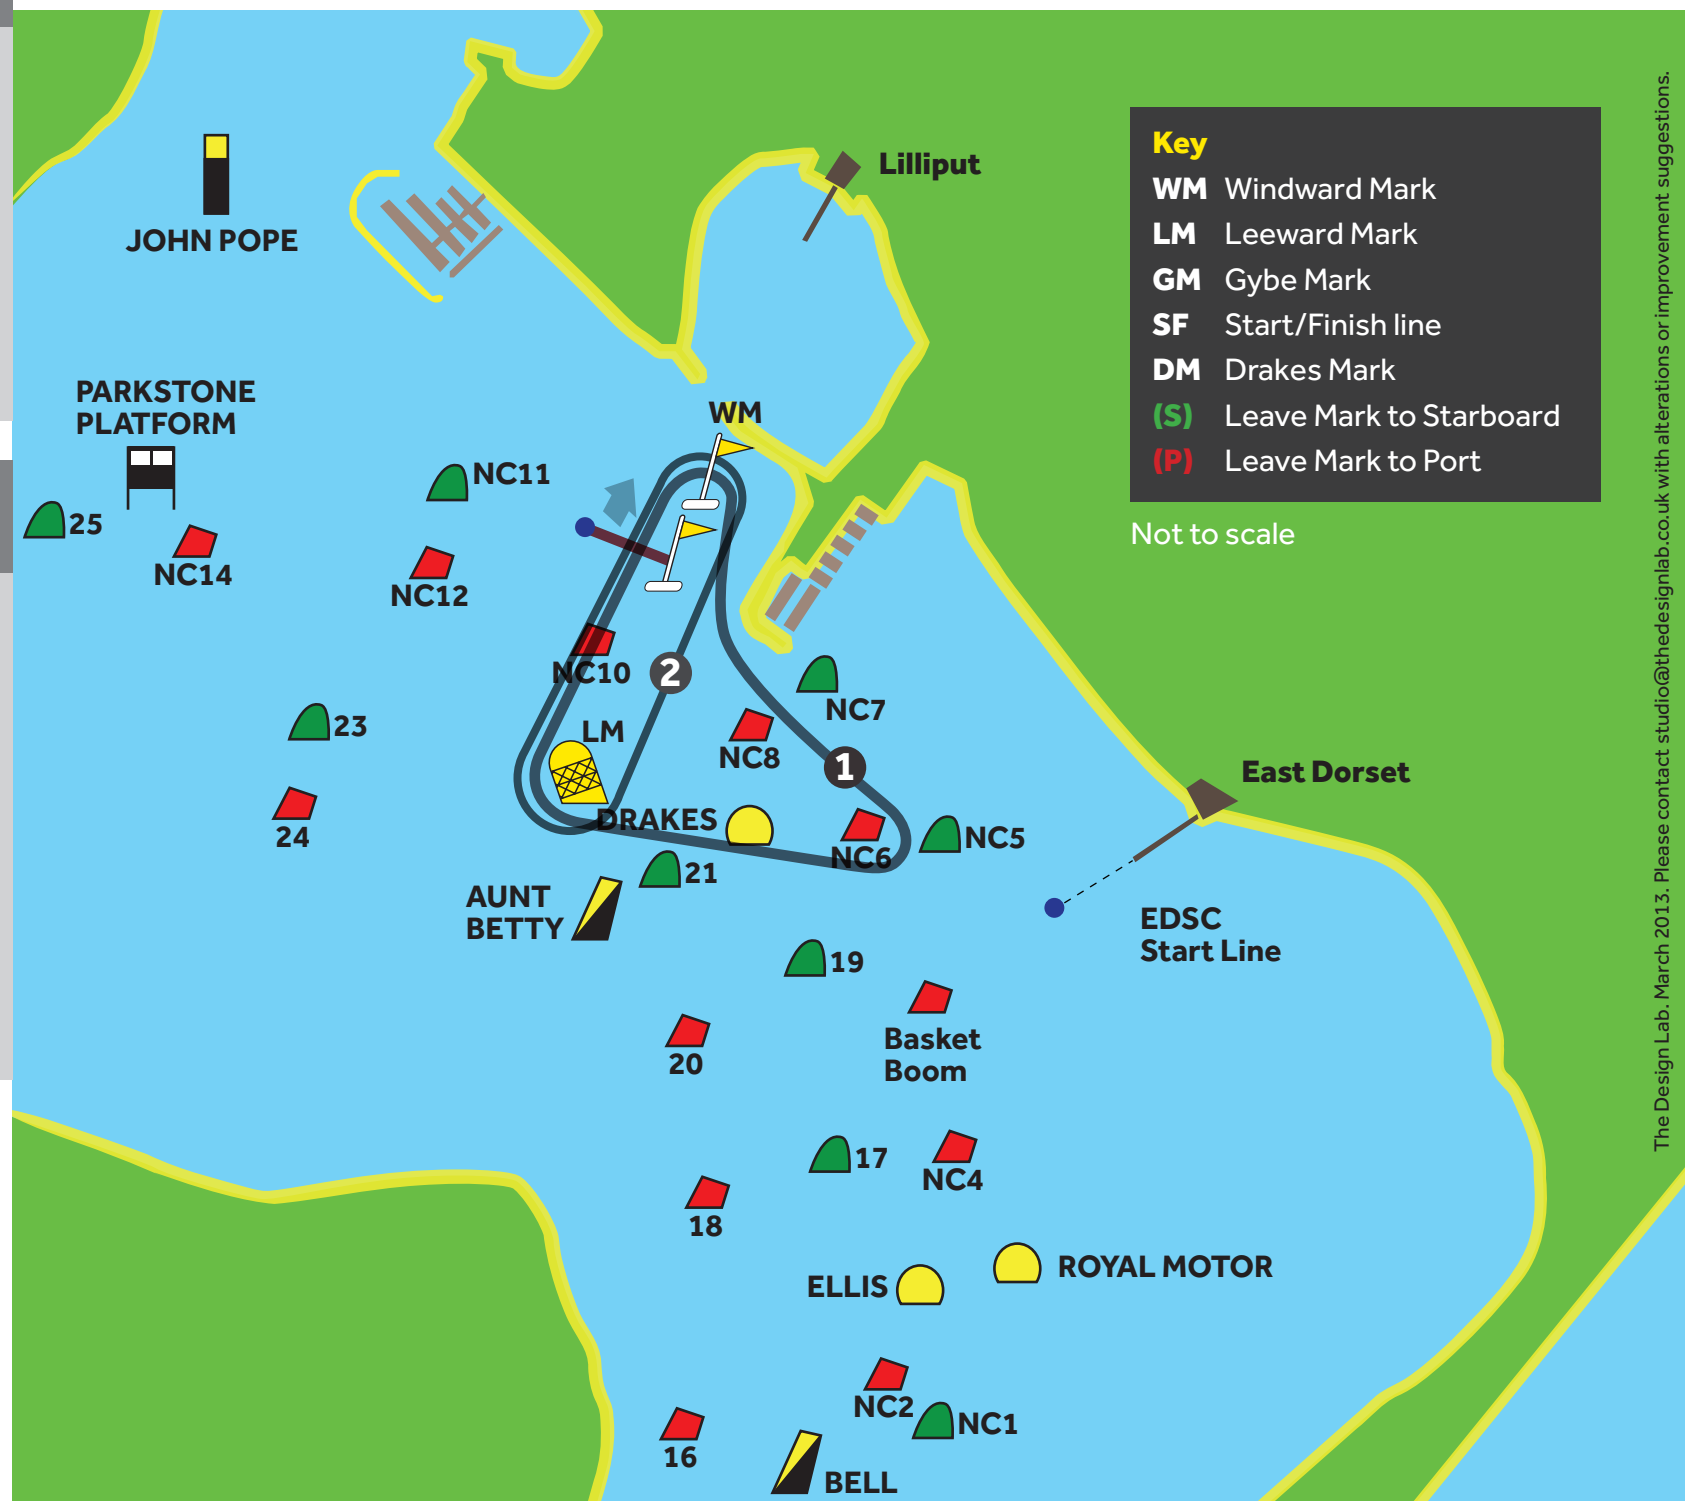 Lilliput
JOHN POPE
Key
WM Windward Mark
LM Leeward Mark
GM Gybe Mark
SF Start/Finish line
DM Drakes Mark
(S) Leave Mark to Starboard
(P) Leave Mark to Port
Not to scale
The Design Lab. March 2013. Please contact studio@thedesignlab.co.uk with alterations or improvement suggestions.
PARKSTONE
PLATFORM
WM
NC11
25
NC14
NC12
NC10
2
NC7
23
LM
NC8
1
East Dorset
24
DRAKES
NC6
NC5
21
AUNT
BETTY
EDSC
Start Line
19
20
Basket
Boom
17
NC4
18
ELLIS
ROYAL MOTOR
NC2
NC1
16
BELL